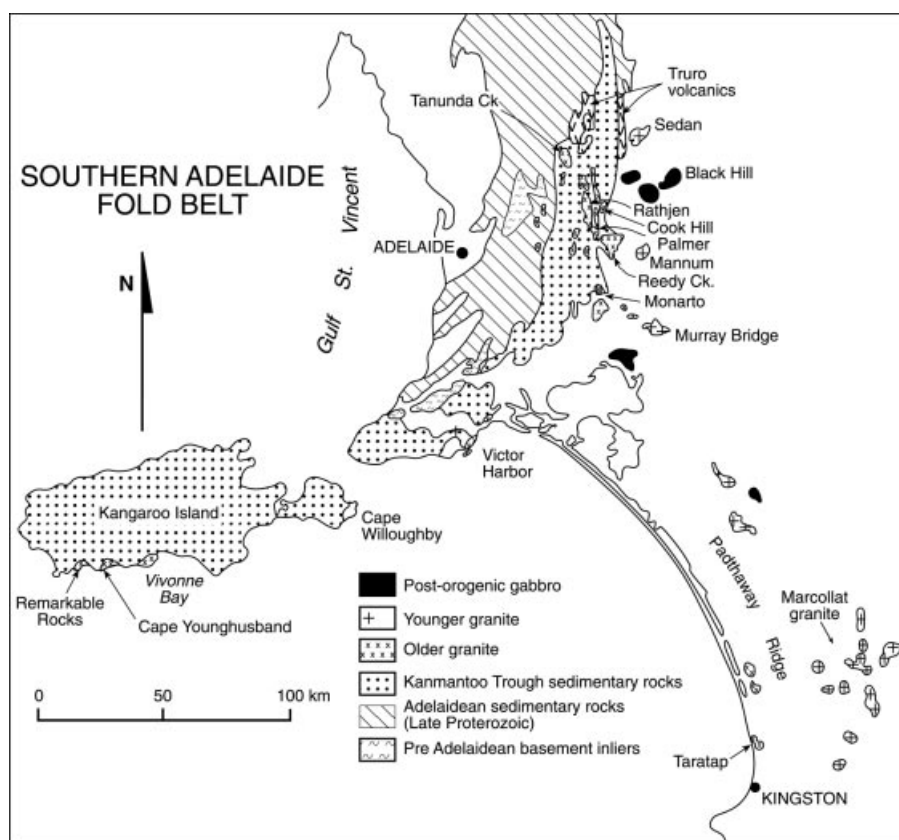 SOUTHERN ADELAIDE
FOLD BELT
N
Gulf St. Vincent
ADELAIDE
Tanunda Ck
Truro
volcanics
Sedan
Black Hill
Rathjen
Cook Hill
Palmer
Mannum
Reedy Ck.
Monarto
Murray Bridge
Victor
Harbor
Kangaroo Island
Cape
Willoughby
Vivonne
Bay
Remarkable
Rocks
Cape Younghusband
0 50 100 km
Post-orogenic gabbro
Younger granite
Older granite
Kanmantoo Trough sedimentary rocks
Adelaidean sedimentary rocks
(Late Proterozoic)
Pre Adelaidean basement inliers
Padthaway
Ridge
Marcollat
granite
Taratap
KINGSTON